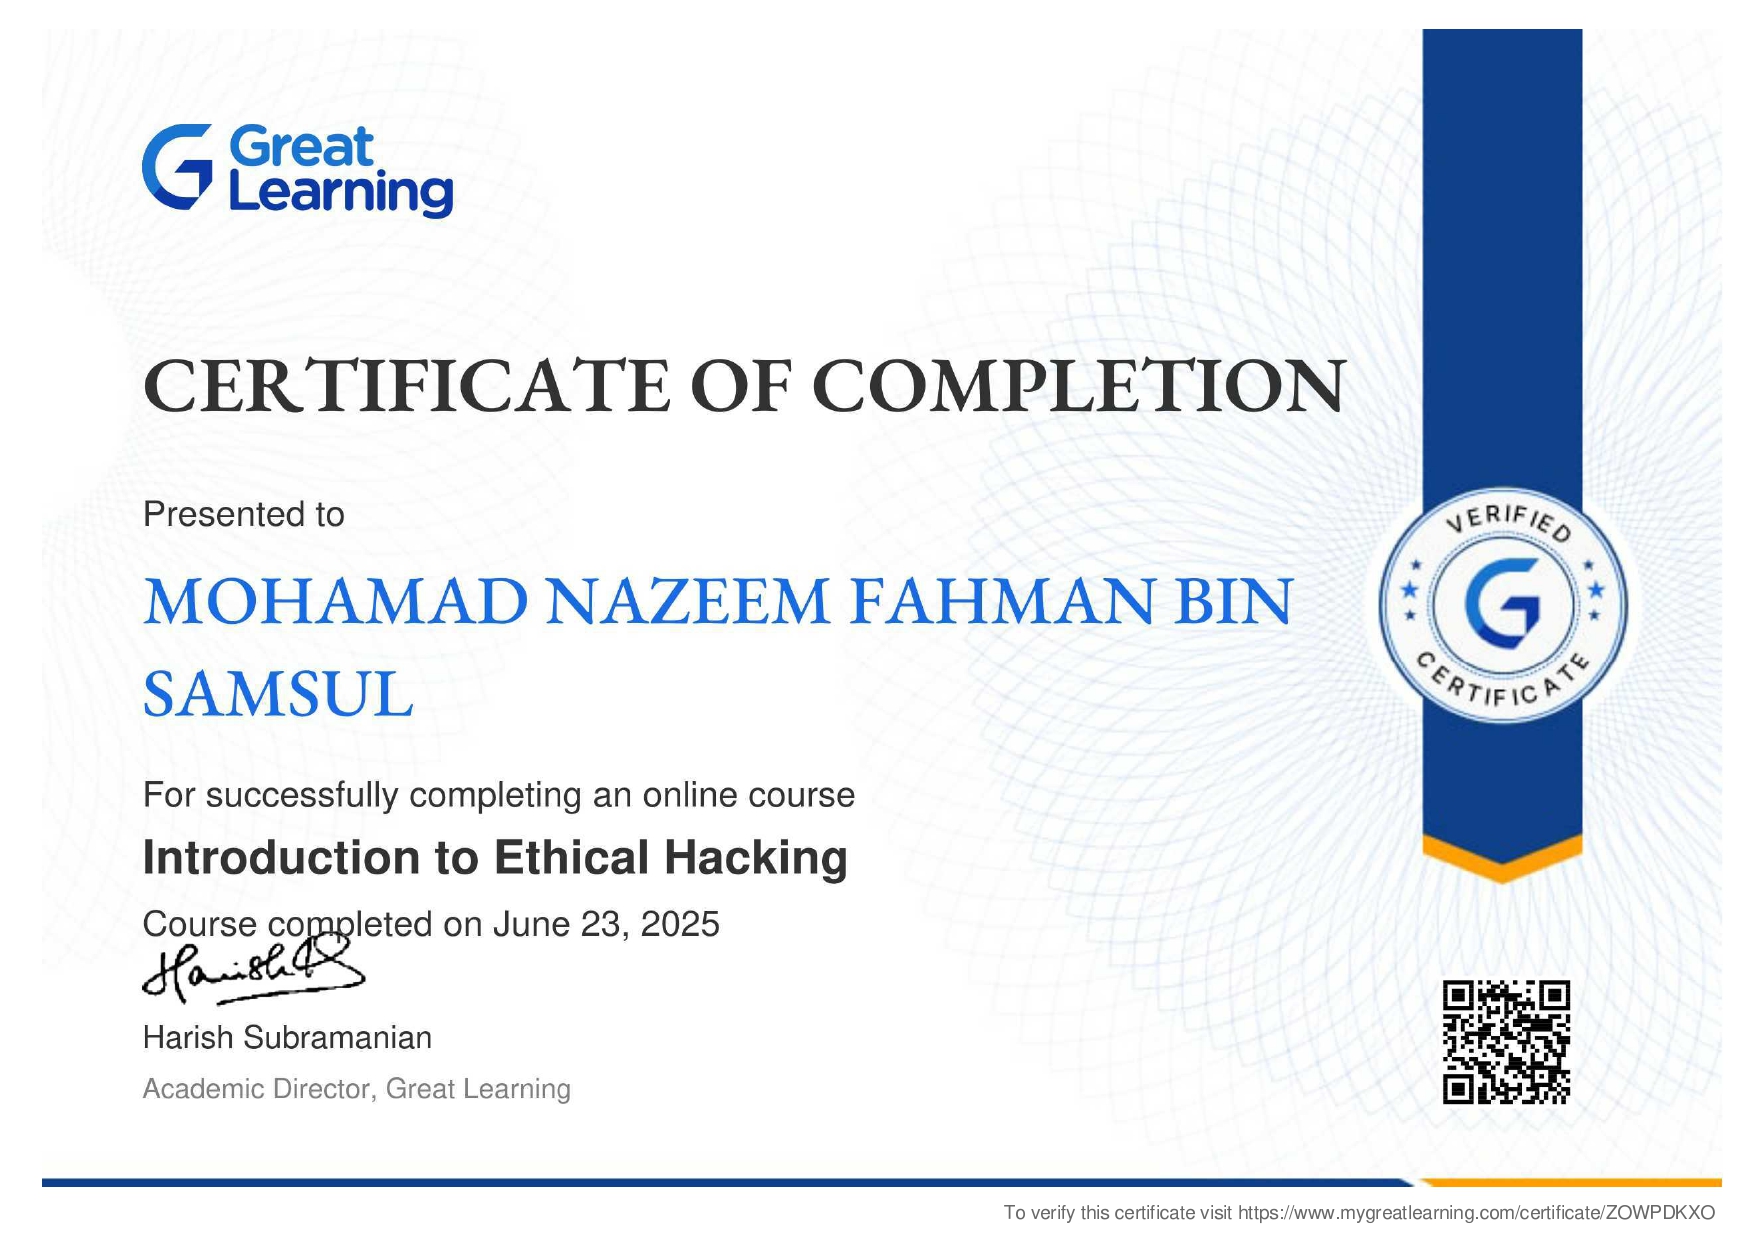 Great
Learning
CERTIFICATE OF COMPLETION
Presented to
MOHAMAD NAZEEM FAHMAN BIN
SAMSUL
VERIFIED
CERTIFICATE
For successfully completing an online course
Introduction to Ethical Hacking
Course completed on June 23, 2025
Harish Subramanian
Academic Director, Great Learning
To verify this certificate visit https://www.mygreatlearning.com/certificate/ZOWPDKXO